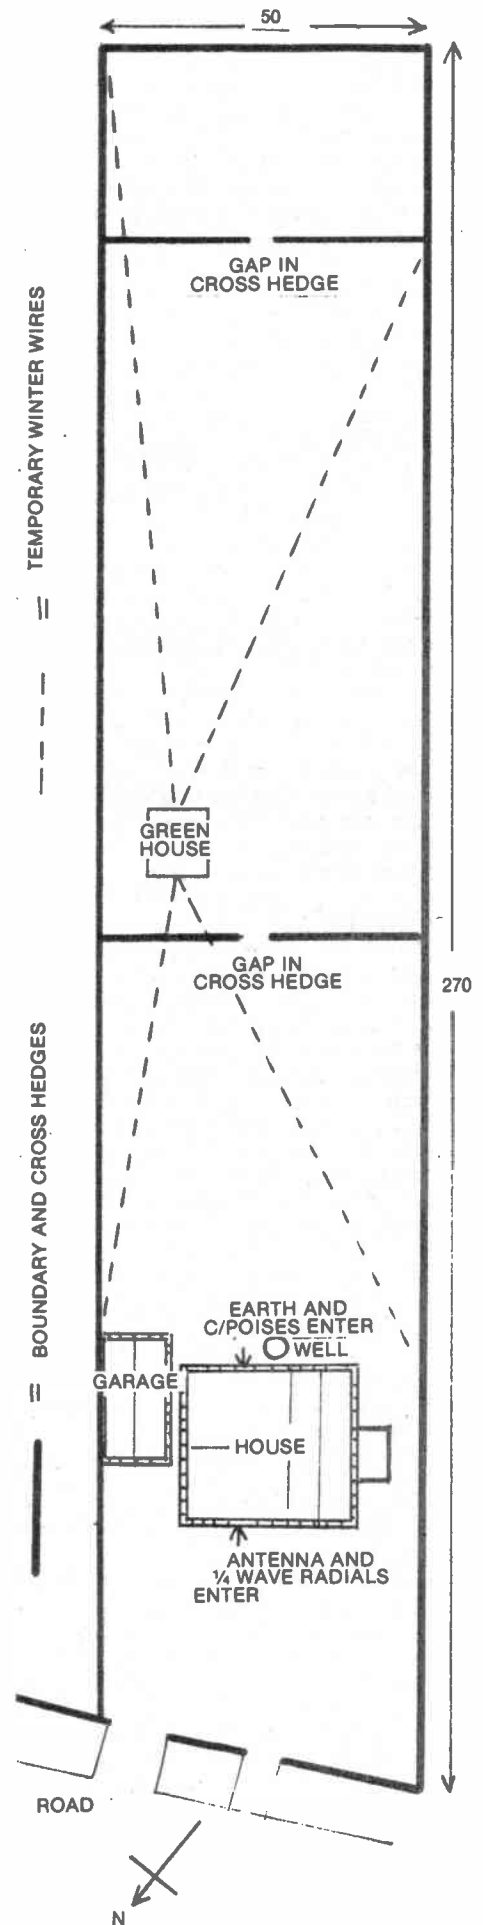 50
GAP IN
CROSS HEDGE
--- = TEMPORARY WINTER WIRES
GREEN
HOUSE
GAP IN
CROSS HEDGE
270
= BOUNDARY AND CROSS HEDGES
EARTH AND
C/POISES ENTER
WELL
GARAGE
HOUSE
ANTENNA AND
¼ WAVE RADIALS
ENTER
ROAD
N